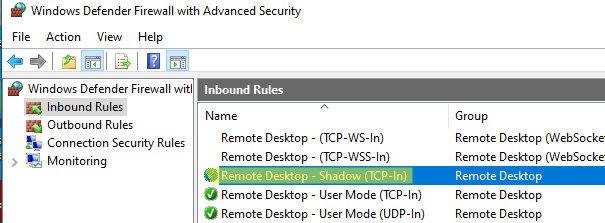 Windows Defender Firewall with Advanced Security
File Action View Help
Windows Defender Firewall wit
Inbound Rules
Outbound Rules
Connection Security Rules
Monitoring
Inbound Rules
Name Group
Remote Desktop - (TCP-WS-In) Remote Desktop (WebSocke
Remote Desktop - (TCP-WSS-In) Remote Desktop (WebSocke
Remote Desktop - Shadow (TCP-In) Remote Desktop
Remote Desktop - User Mode (TCP-In) Remote Desktop
Remote Desktop - User Mode (UDP-In) Remote Desktop